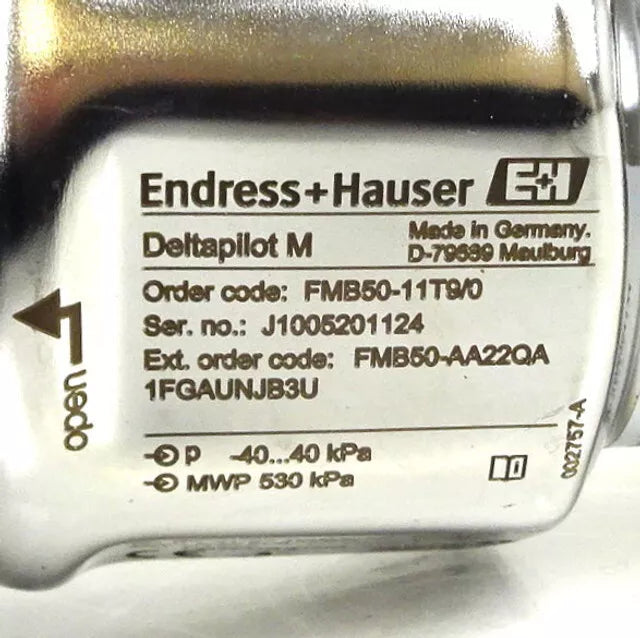 Endress+Hauser E+H
Deltapilot M
Made in Germany.
D-79689 Maulburg
Order code: FMB50-11T9/0
Ser. no.: J1005201124
Ext. order code: FMB50-AA22QA
1FGAUNJB3U
p -40...40 kPa
MWP 530 kPa
002757-A
open